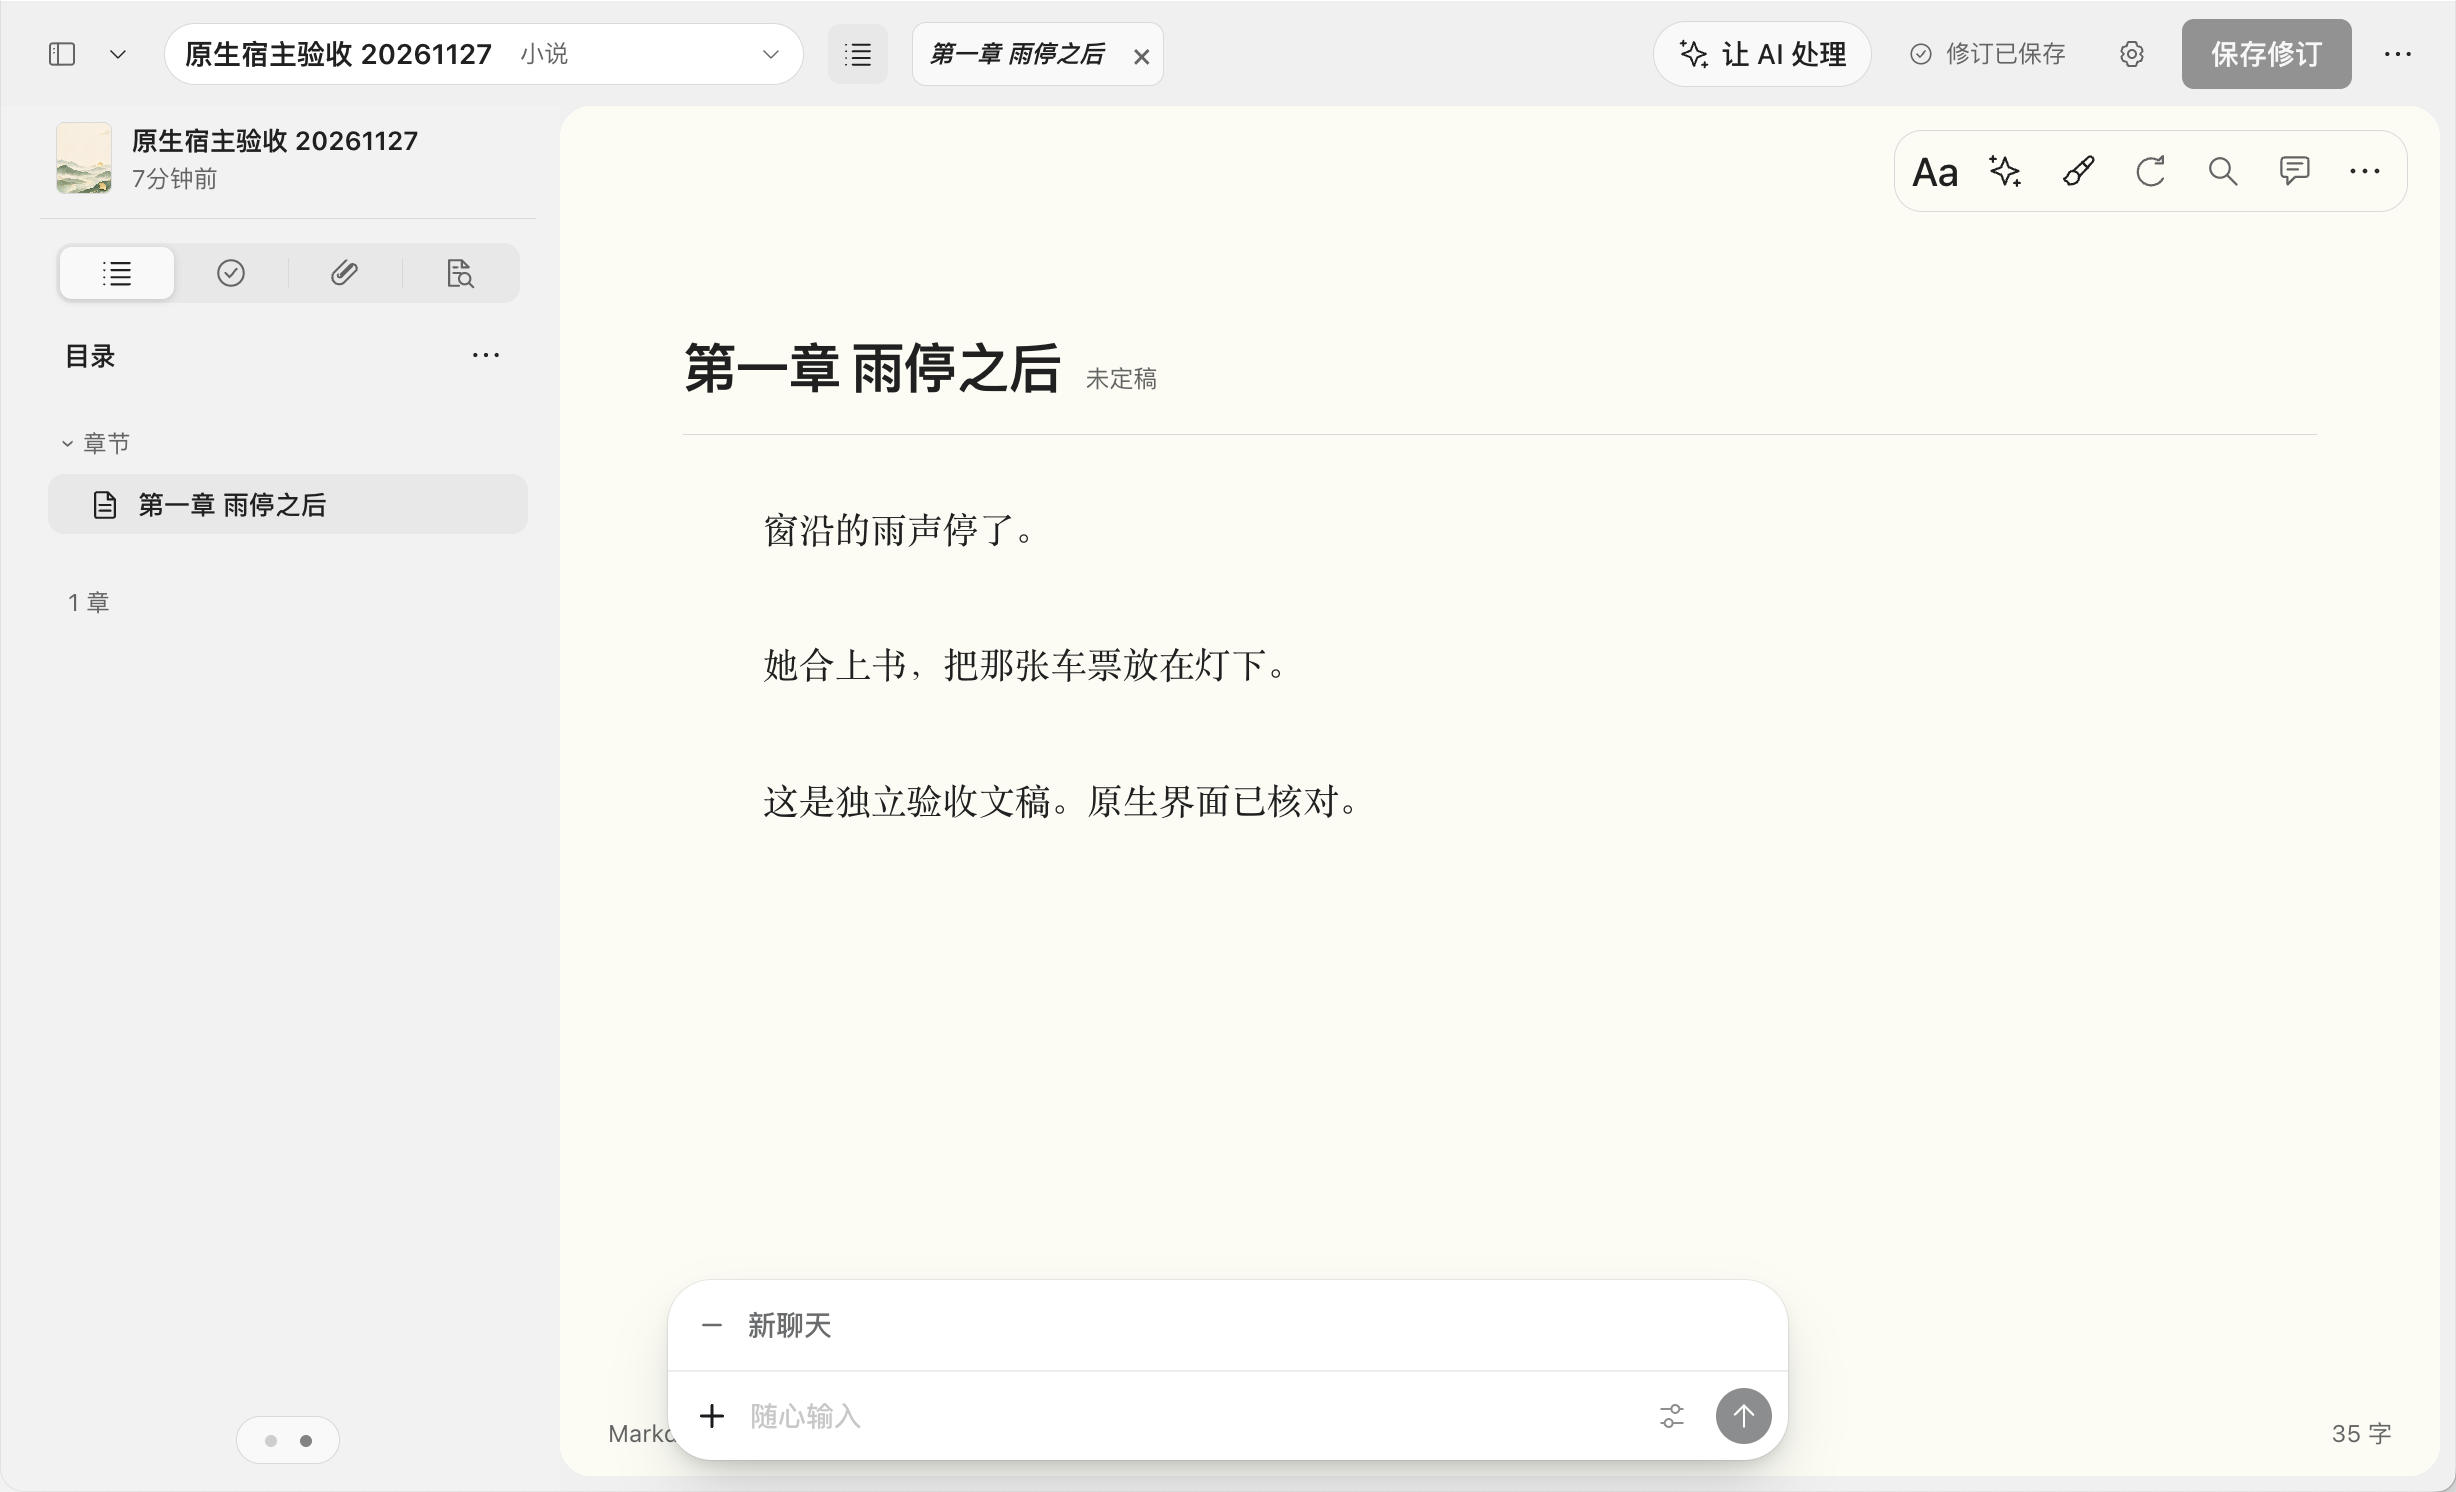 原生宿主验收 20261127 小说
第一章 雨停之后
让 AI 处理
修订已保存
保存修订
原生宿主验收 20261127
7分钟前
Aa
目录
章节
第一章 雨停之后
1 章
第一章 雨停之后 未定稿
窗沿的雨声停了。
她合上书，把那张车票放在灯下。
这是独立验收文稿。原生界面已核对。
新聊天
随心输入
35 字